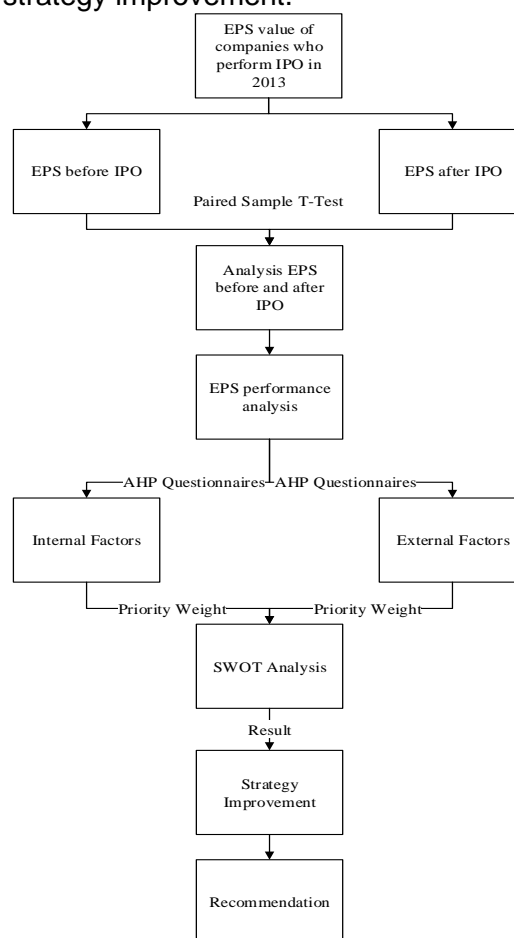 strategy improvement.
EPS value of
companies who
perform IPO in
2013
EPS before IPO
EPS after IPO
Paired Sample T-Test
Analysis EPS
before and after
IPO
EPS performance
analysis
AHP Questionnaires
AHP Questionnaires
Internal Factors
External Factors
Priority Weight
Priority Weight
SWOT Analysis
Result
Strategy
Improvement
Recommendation